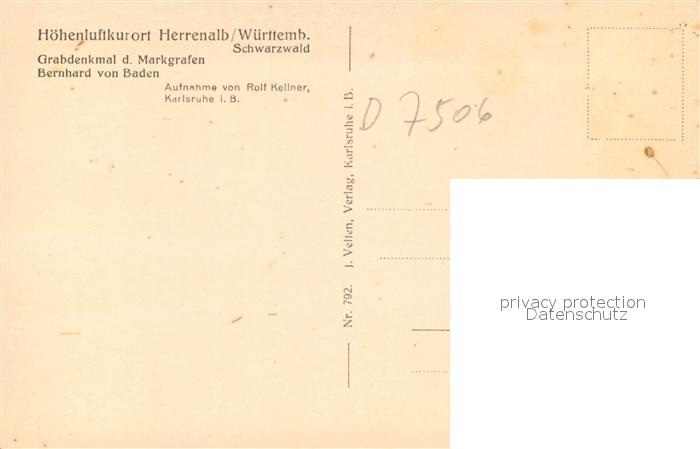 Höhenluftkurort Herrenalb/Württemb.
Schwarzwald
Grabdenkmal d. Markgrafen
Bernhard von Baden
Aufnahme von Rolf Kellner,
Karlsruhe i. B.
Nr. 792. J. Velten, Verlag, Karlsruhe i. B.
D 7506
privacy protection
Datenschutz